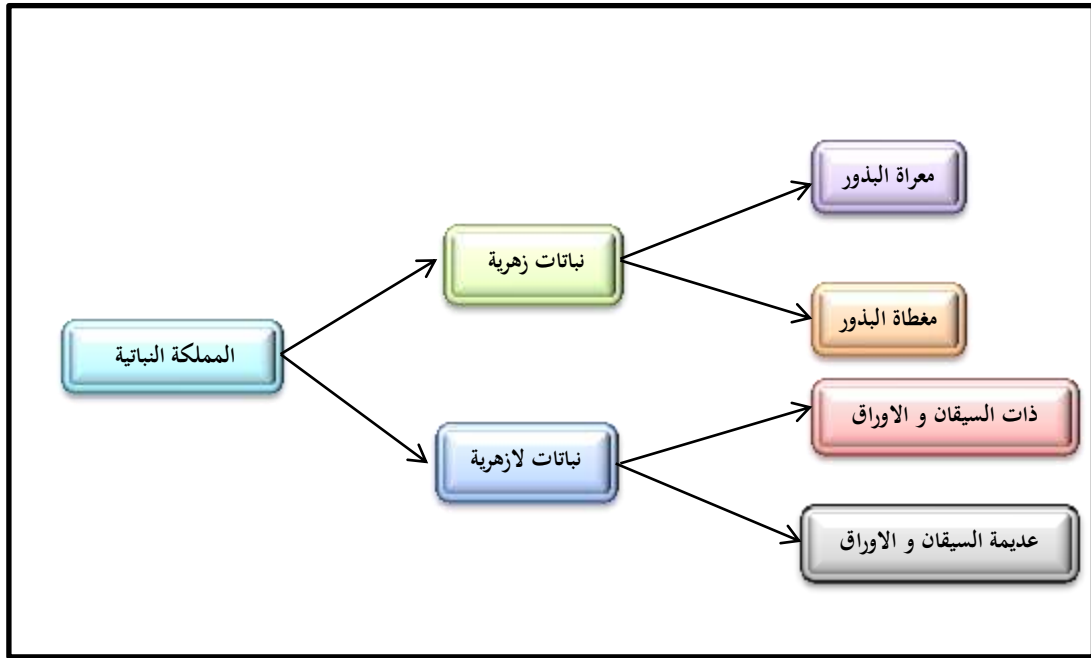 المملكة النباتية
نباتات زهرية
معراة البذور
مغطاة البذور
نباتات لازهرية
ذات السيقان و الاوراق
عديمة السيقان و الاوراق